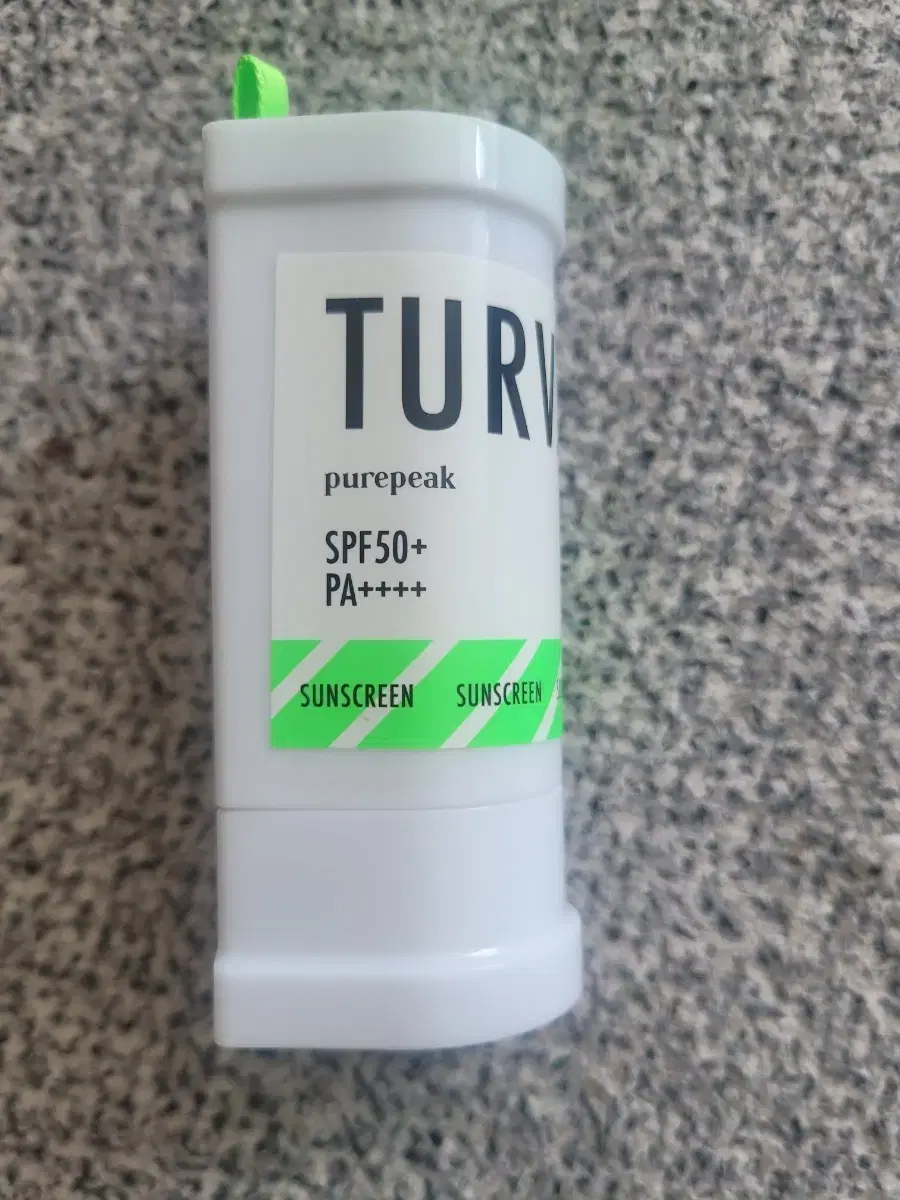 TURV
purepeak
SPF50+
PA++++
SUNSCREEN SUNSCREEN